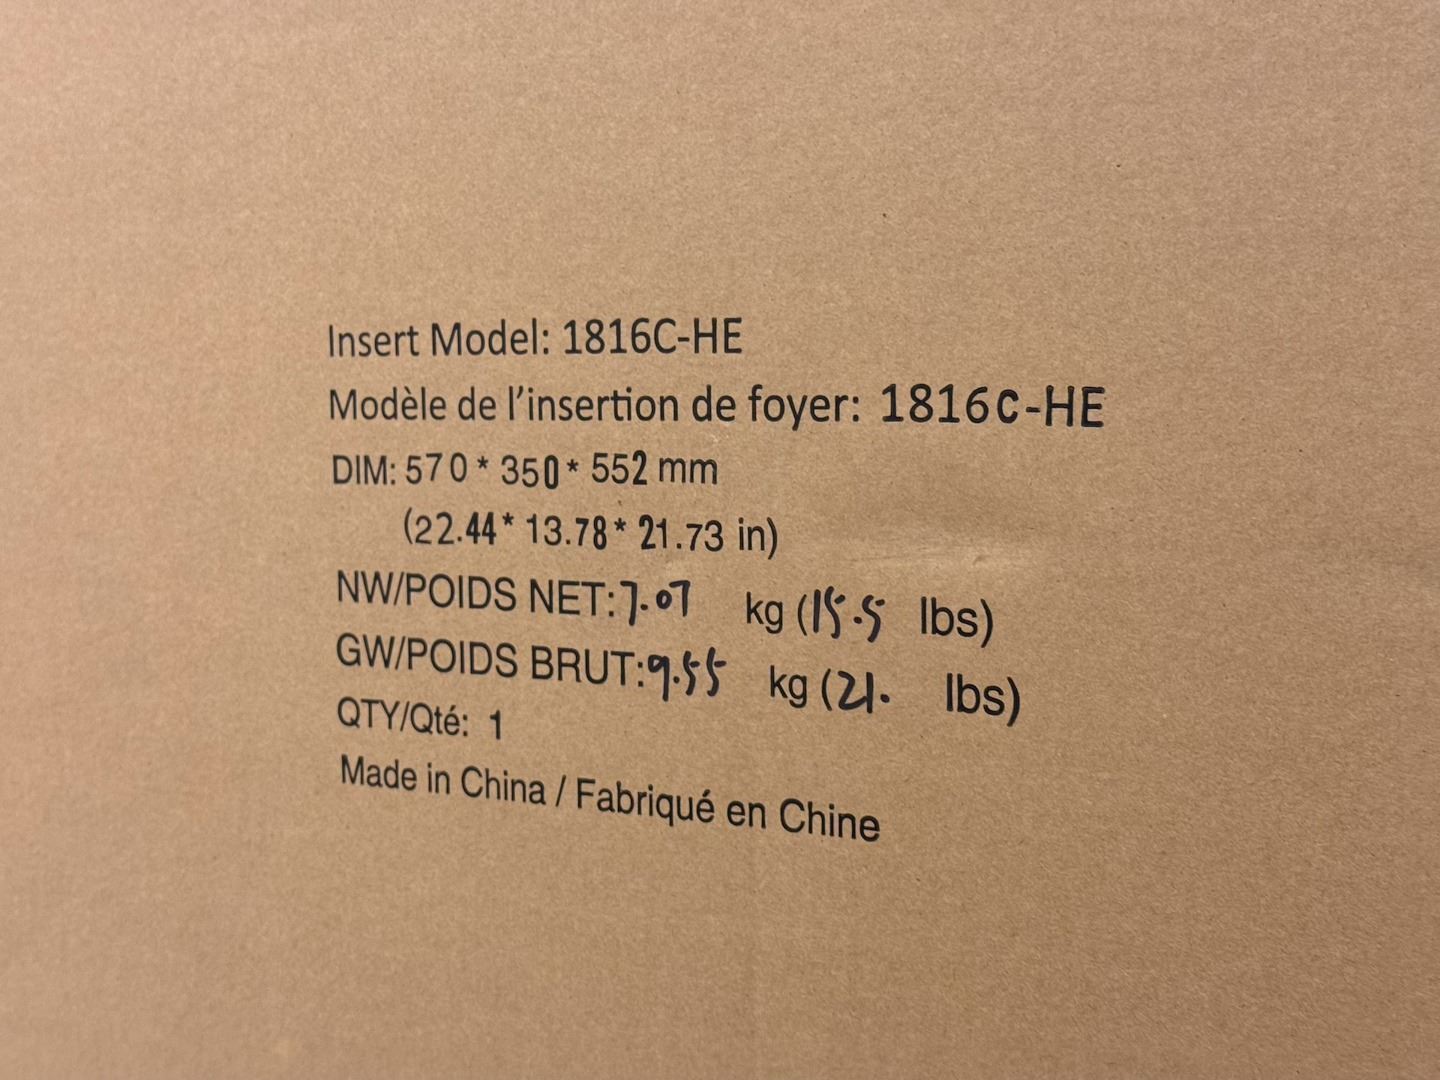 Insert Model: 1816C-HE
Modèle de l'insertion de foyer: 1816C-HE
DIM: 570 * 350 * 552 mm
(22.44* 13.78* 21.73 in)
NW/POIDS NET: 7.07 kg (15.5 lbs)
GW/POIDS BRUT: 9.55 kg (21. lbs)
QTY/Qté: 1
Made in China / Fabriqué en Chine